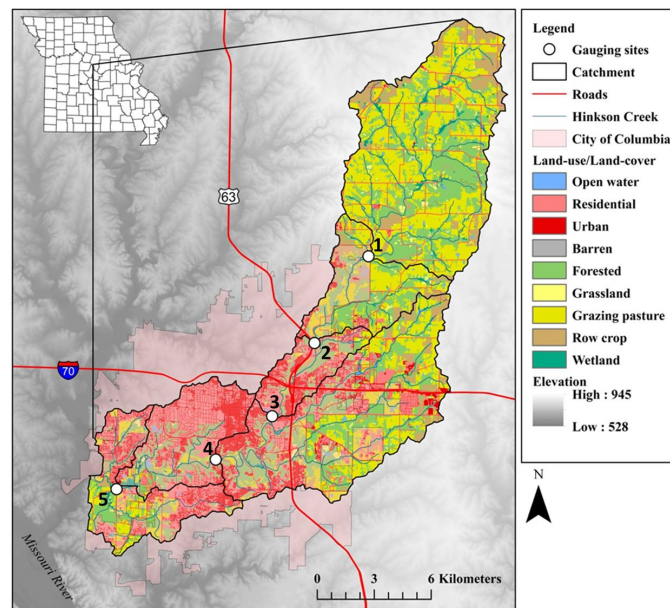 63
1
2
70
3
4
5
Missouri River
0 3 6 Kilometers
Legend
Gauging sites
Catchment
Roads
Hinkson Creek
City of Columbia
Land-use/Land-cover
Open water
Residential
Urban
Barren
Forested
Grassland
Grazing pasture
Row crop
Wetland
Elevation
High : 945
Low : 528
N